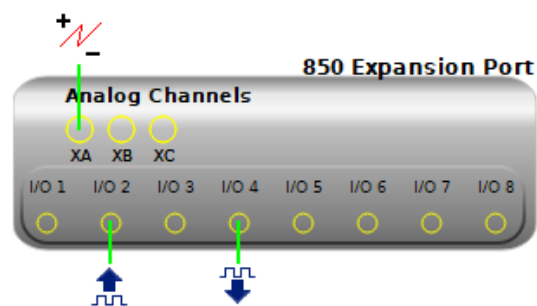 850 Expansion Port
Analog Channels
XA XB XC
I/O 1 I/O 2 I/O 3 I/O 4 I/O 5 I/O 6 I/O 7 I/O 8